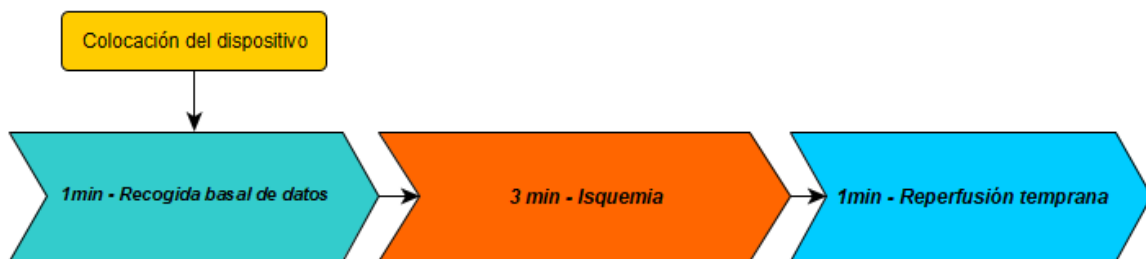 Colocación del dispositivo
1min - Recogida basal de datos
3 min - Isquemia
1min - Reperfusión temprana